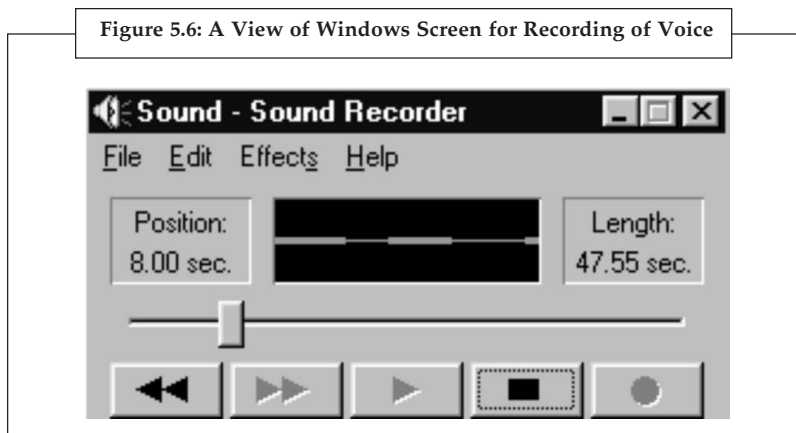 Figure 5.6: A View of Windows Screen for Recording of Voice
Sound - Sound Recorder
File Edit Effects Help
Position:
8.00 sec.
Length:
47.55 sec.